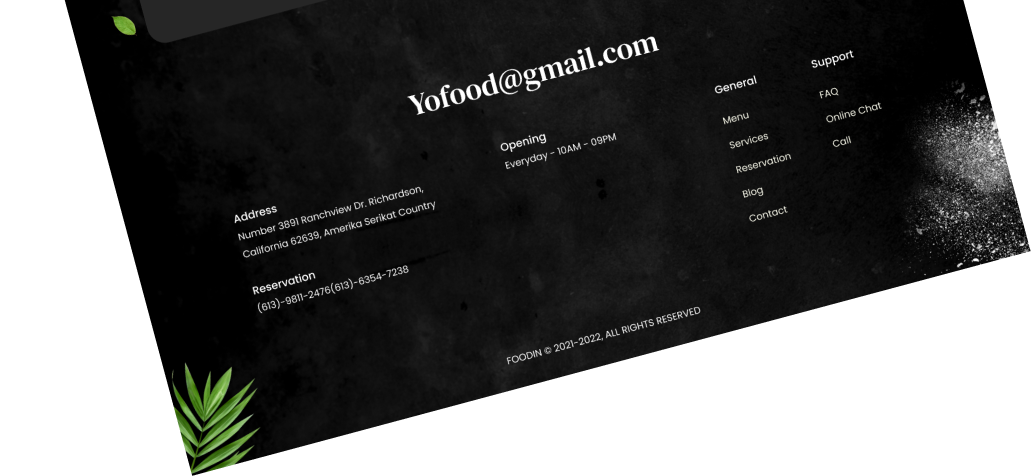 Yofood@gmail.com
Address
Number 3891 Ranchview Dr. Richardson,
California 62639, Amerika Serikat Country
Reservation
(613)-9811-2476(613)-6354-7238
Opening
Everyday - 10AM - 09PM
General
Menu
Services
Reservation
Blog
Contact
Support
FAQ
Online Chat
Call
FOODIN © 2021-2022, ALL RIGHTS RESERVED